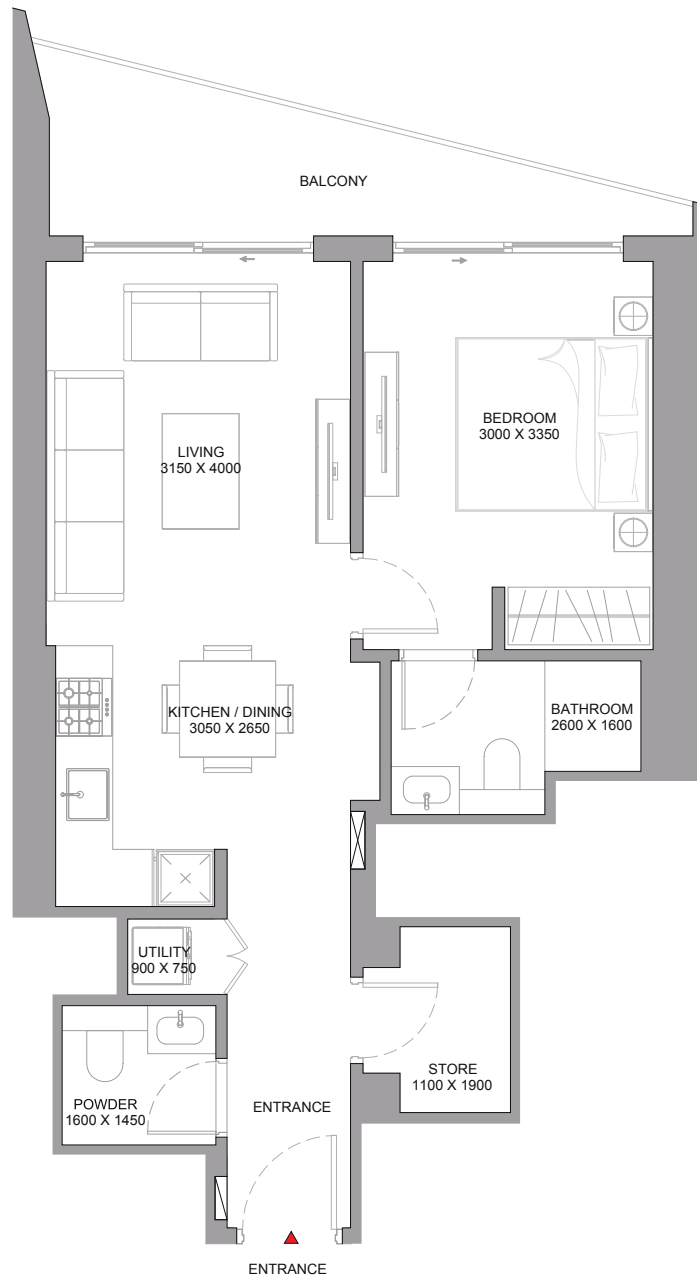 BALCONY
LIVING
3150 X 4000
BEDROOM
3000 X 3350
KITCHEN / DINING
3050 X 2650
BATHROOM
2600 X 1600
UTILITY
900 X 750
STORE
1100 X 1900
POWDER
1600 X 1450
ENTRANCE
ENTRANCE